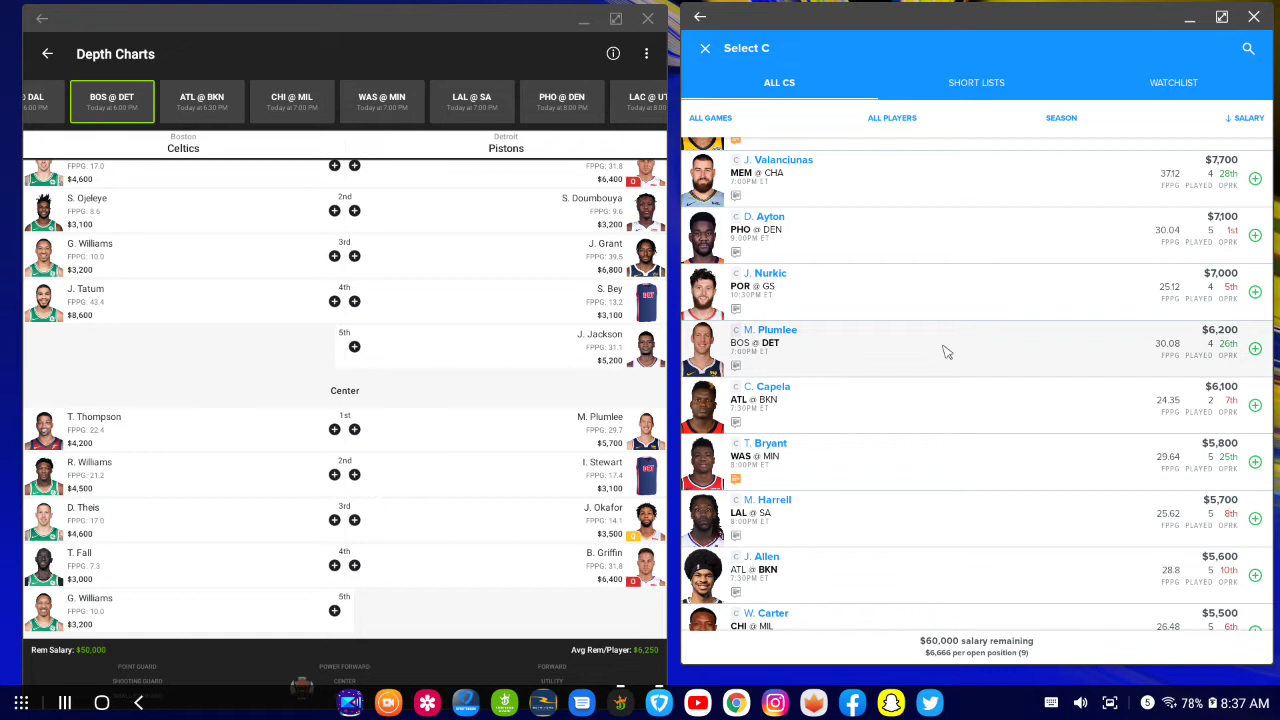 Depth Charts
D DAL
6:00 PM
BOS @ DET
Today at 6:00 PM
ATL @ BKN
Today at 6:30 PM
CHI @ MIL
Today at 7:00 PM
WAS @ MIN
Today at 7:00 PM
LAL @ SA
Today at 7:00 PM
PHO @ DEN
Today at 8:00 PM
LAC @ UT
Today at 8:0
Boston
Celtics
Detroit
Pistons
FPPG: 17.0
$4,600
FPPG: 31.8
$6,400
O
S. Ojeleye
FPPG: 8.6
$3,100
2nd
S. Doumbouya
FPPG: 9.6
$3,200
G. Williams
FPPG: 10.0
$3,200
3rd
J. Grant
FPPG: 39.5
$6,800
J. Tatum
FPPG: 43.4
$8,600
4th
S. Bey
FPPG: 13.2
$3,100
DET
5th
J. Jackson
FPPG: 31.1
$5,200
Center
T. Thompson
FPPG: 22.4
$4,200
1st
M. Plumlee
FPPG: 29.7
$5,700
R. Williams
FPPG: 21.2
$4,500
2nd
I. Stewart
FPPG: 17.4
$3,100
DET
D. Theis
FPPG: 17.0
$4,600
3rd
J. Okafor
FPPG: 14.1
$3,500
Q
T. Fall
FPPG: 7.3
$3,000
4th
B. Griffin
FPPG: 31.8
$6,400
O
G. Williams
FPPG: 10.0
$3,200
5th
Rem Salary: $50,000
Avg Rem/Player: $6,250
POINT GUARD
POWER FORWARD
FORWARD
SHOOTING GUARD
CENTER
UTILITY
Select C
ALL CS
SHORT LISTS
WATCHLIST
ALL GAMES
ALL PLAYERS
SEASON
SALARY
C J. Valanciunas
MEM @ CHA
7:00PM ET
$7,700
4 28th
FPPG PLAYED OPRK
C D. Ayton
PHO @ DEN
9:00PM ET
$7,100
30.04 5 1st
FPPG PLAYED OPRK
C J. Nurkic
POR @ GS
10:30PM ET
$7,000
25.12 4 5th
FPPG PLAYED OPRK
C M. Plumlee
BOS @ DET
7:00PM ET
$6,200
30.08 4 26th
FPPG PLAYED OPRK
C C. Capela
ATL @ BKN
7:30PM ET
$6,100
24.35 2 7th
FPPG PLAYED OPRK
C T. Bryant
WAS @ MIN
8:00PM ET
$5,800
29.64 5 25th
FPPG PLAYED OPRK
C M. Harrell
LAL @ SA
8:00PM ET
$5,700
25.62 5 8th
FPPG PLAYED OPRK
C J. Allen
ATL @ BKN
7:30PM ET
$5,600
28.8 5 10th
FPPG PLAYED OPRK
C W. Carter
CHI @ MIL
$5,500
26.48 5 6th
$60,000 salary remaining
$6,666 per open position (9)
5
78%
8:37 AM